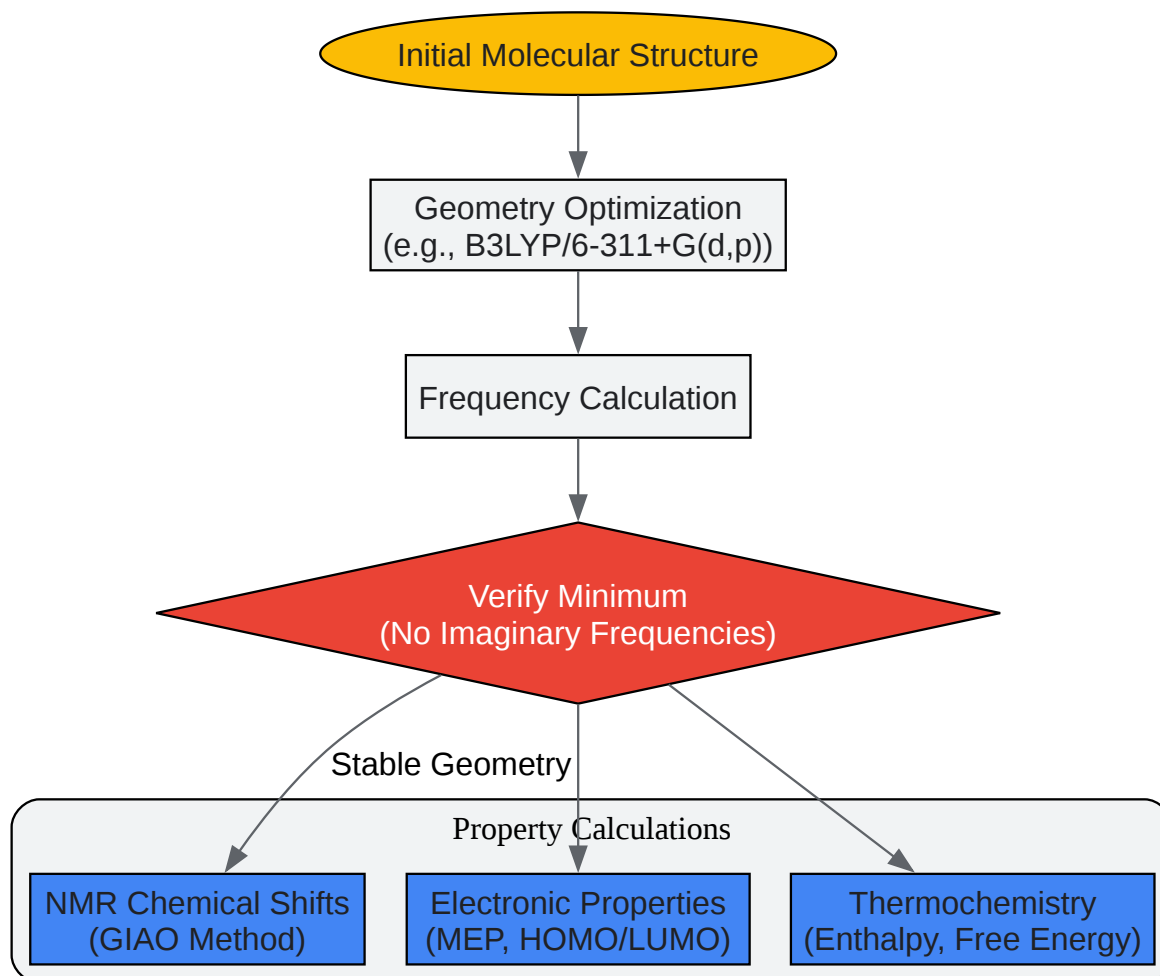 Initial Molecular Structure
Geometry Optimization
(e.g., B3LYP/6-311+G(d,p))
Frequency Calculation
Verify Minimum
(No Imaginary Frequencies)
Stable Geometry
Property Calculations
NMR Chemical Shifts
(GIAO Method)
Electronic Properties
(MEP, HOMO/LUMO)
Thermochemistry
(Enthalpy, Free Energy)